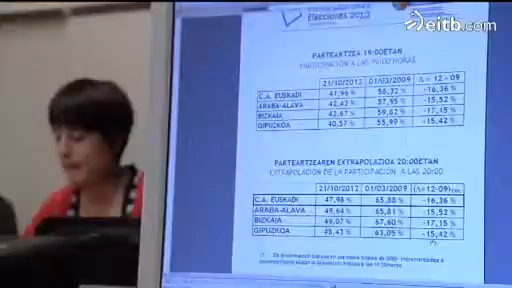 eitb.com
Elecciones 2012
PARTEARTZEA 19:00ETAN
PARTICIPACIÓN A LAS 19:00 HORAS
21/10/2012 01/03/2009 Δ = 12 - 09
C.A. EUSKADI 41,96 % 58,32 % -16,36 %
ARABA-ALAVA 42,43 % 57,95 % -15,52 %
BIZKAIA 42,67 % 59,82 % -17,15 %
GIPUZKOA 40,57 % 55,99 % -15,42 %
PARTEARTZEAREN EXTRAPOLAZIOA 20:00ETAN
EXTRAPOLACIÓN DE LA PARTICIPACIÓN A LAS 20:00
21/10/2012 01/03/2009 (Δ= 12-09)
C.A. EUSKADI 47,98 % 65,88 % -16,36 %
ARABA-ALAVA 49,64 % 65,81 % -15,52 %
BIZKAIA 49,07 % 67,60 % -17,15 %
GIPUZKOA 45,43 % 63,05 % -15,42 %
(*)